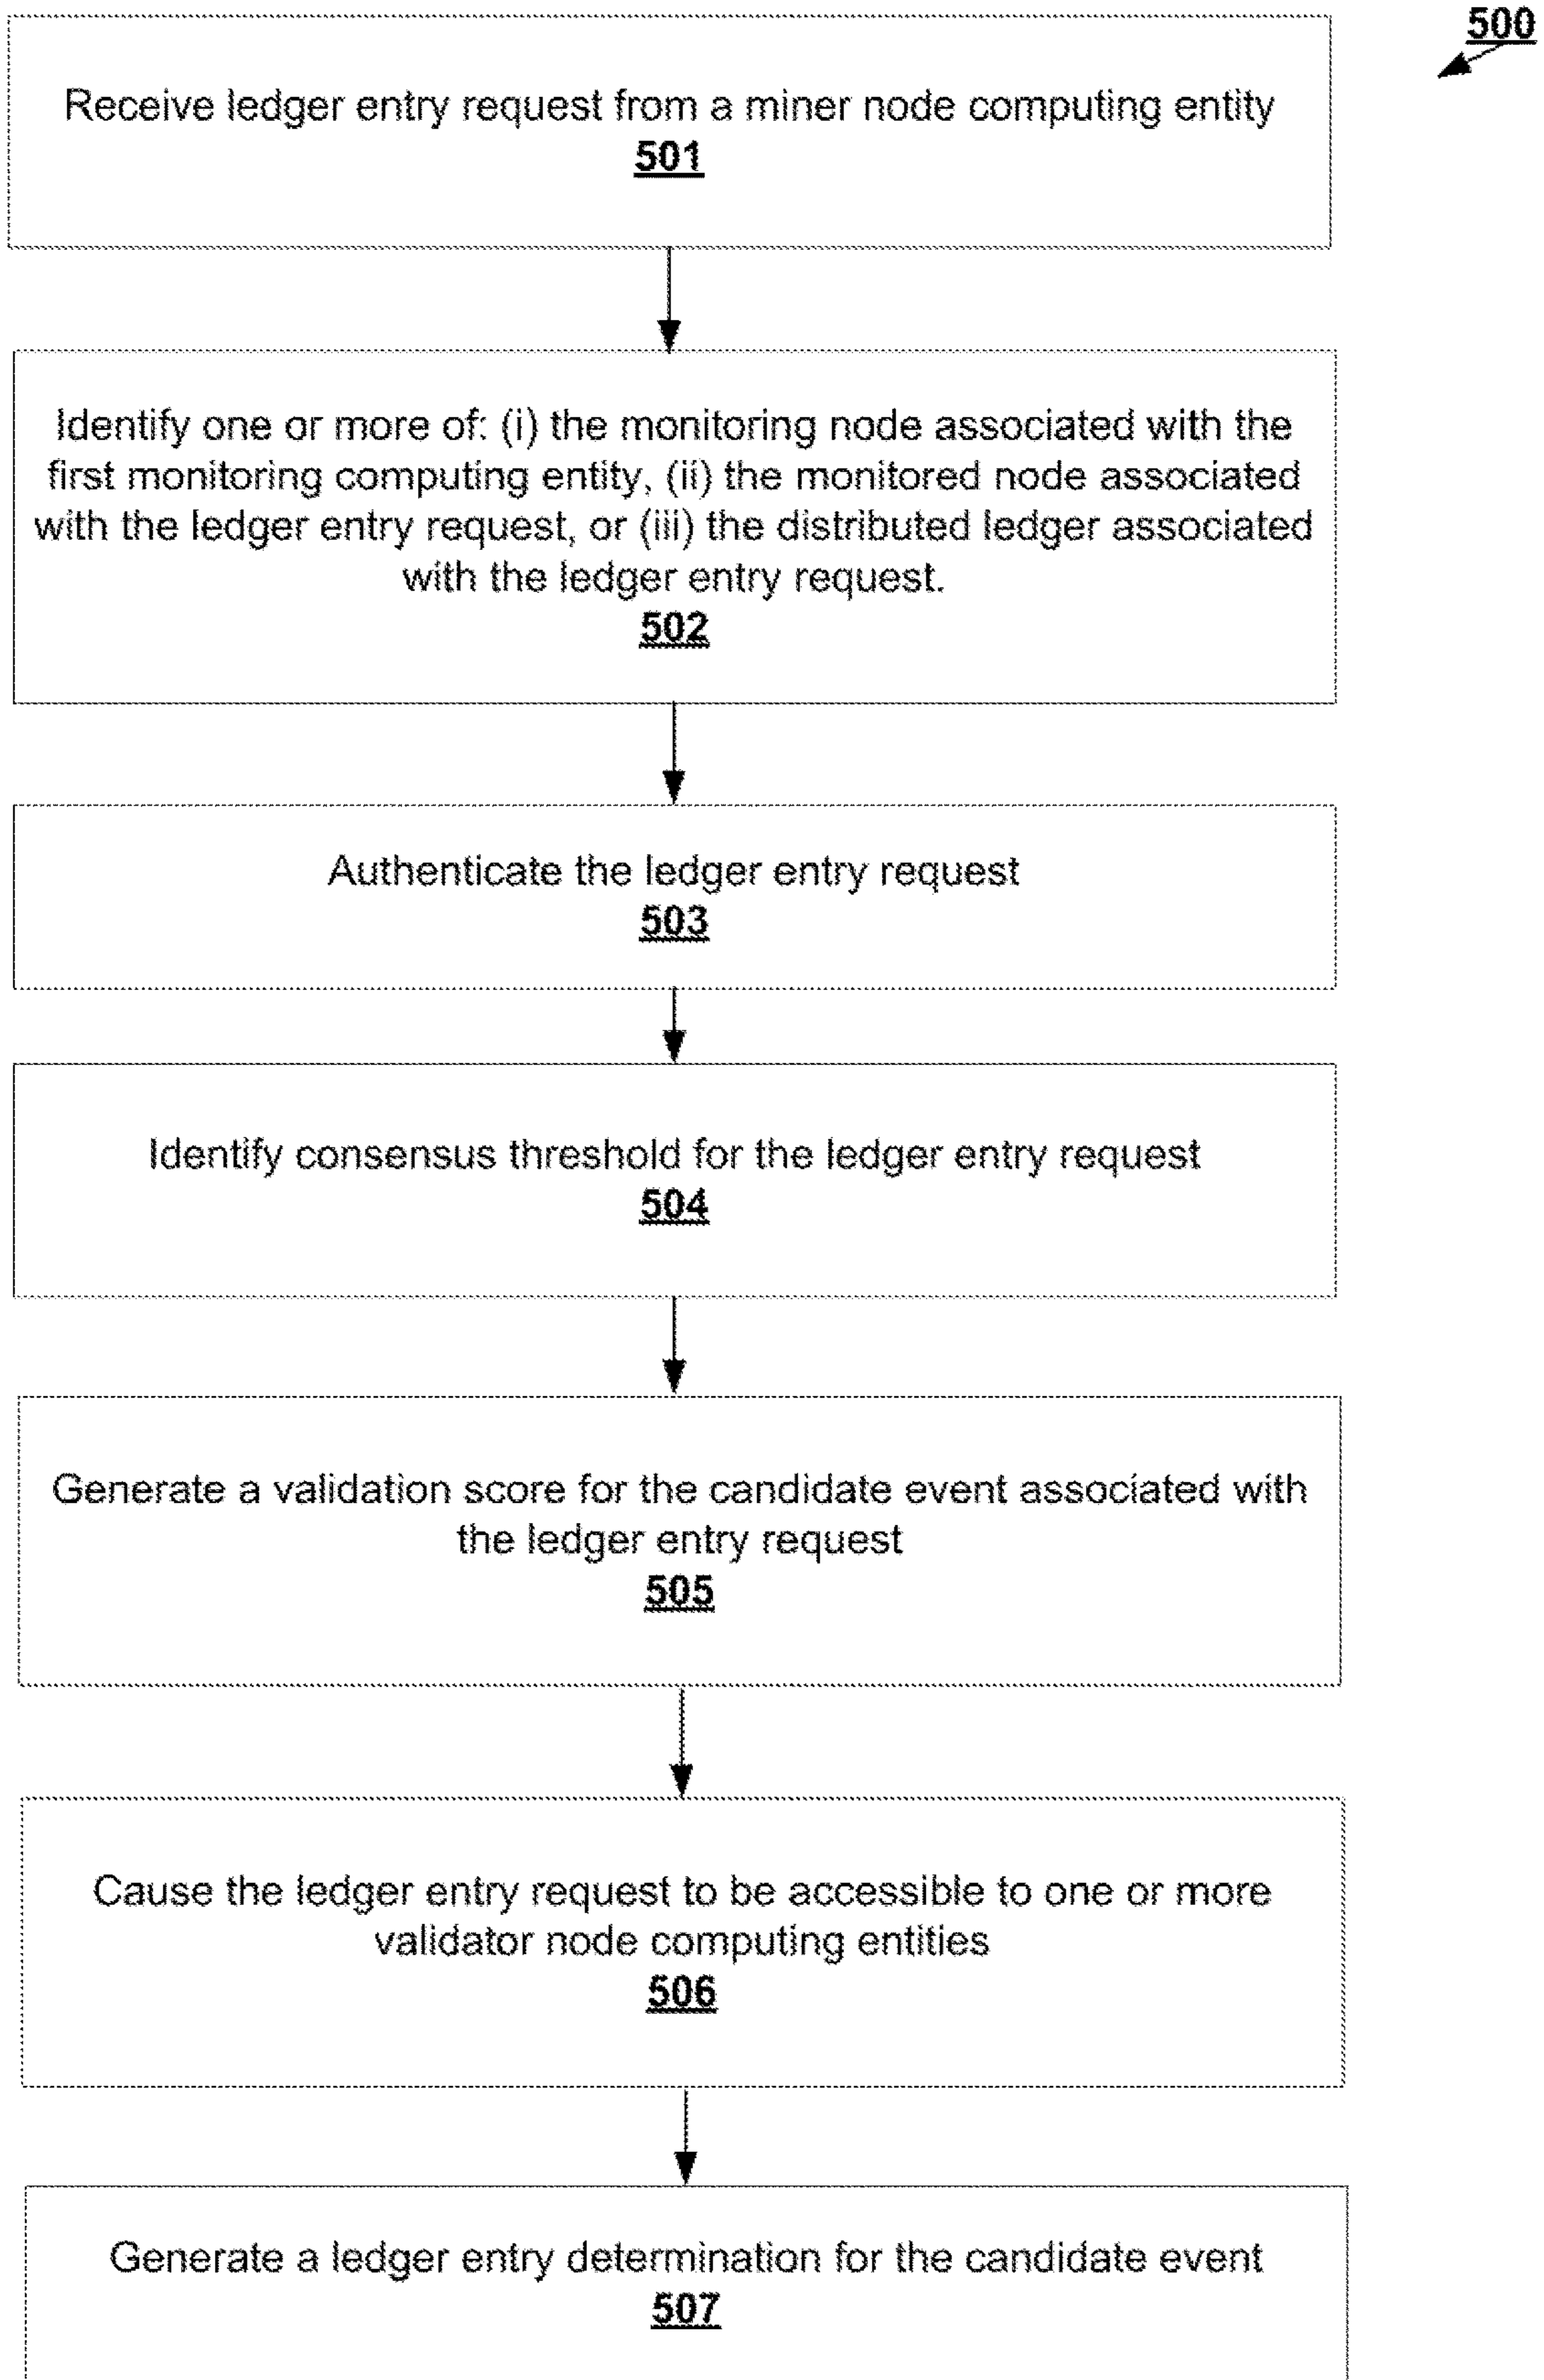 500
Receive ledger entry request from a miner node computing entity
501
Identify one or more of: (i) the monitoring node associated with the
first monitoring computing entity, (ii) the monitored node associated
with the ledger entry request, or (iii) the distributed ledger associated
with the ledger entry request.
502
Authenticate the ledger entry request
503
Identify consensus threshold for the ledger entry request
504
Generate a validation score for the candidate event associated with
the ledger entry request
505
Cause the ledger entry request to be accessible to one or more
validator node computing entities
506
Generate a ledger entry determination for the candidate event
507